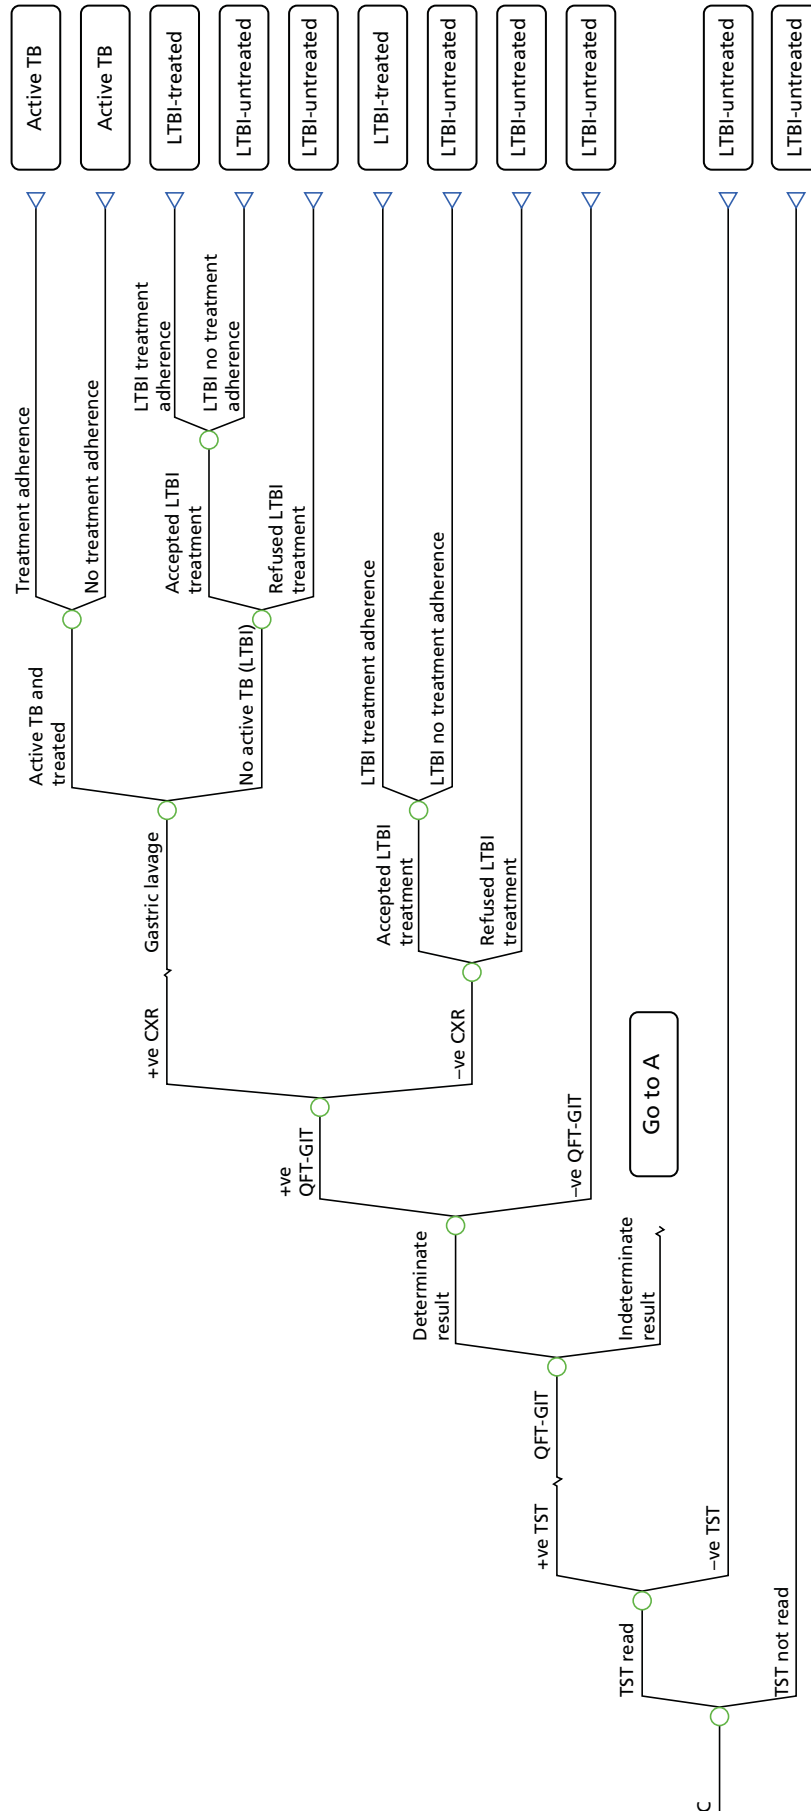 C
TST read
TST not read
+ve TST
QFT-GIT
–ve TST
Determinate
result
Indeterminate
result
Go to A
+ve
QFT-GIT
–ve QFT-GIT
+ve CXR
Gastric lavage
–ve CXR
Active TB and
treated
No active TB (LTBI)
Accepted LTBI
treatment
Refused LTBI
treatment
Treatment adherence
No treatment adherence
Accepted LTBI
treatment
Refused LTBI
treatment
LTBI treatment
adherence
LTBI no treatment
adherence
LTBI treatment adherence
LTBI no treatment adherence
Active TB
Active TB
LTBI-treated
LTBI-untreated
LTBI-untreated
LTBI-treated
LTBI-untreated
LTBI-untreated
LTBI-untreated
LTBI-untreated
LTBI-untreated